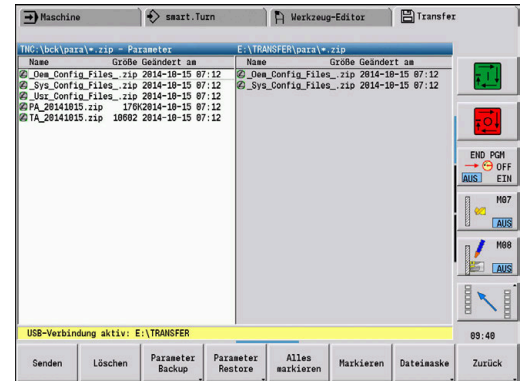 Maschine
smart.Turn
Werkzeug-Editor
Transfer
TNC:\bck\para\*.zip - Parameter
Name Größe Geändert am
_Oem_Config_Files_.zip 2014-10-15 07:12
_Sys_Config_Files_.zip 2014-10-15 07:12
_Usr_Config_Files_.zip 2014-10-15 07:12
PA_20141015.zip 176K2014-10-15 07:12
TA_20141015.zip 10602 2014-10-15 07:12
E:\TRANSFER\para\*.zip
Name Größe Geändert am
_Oem_Config_Files_.zip 2014-10-15 07:12
_Sys_Config_Files_.zip 2014-10-15 07:12
END PGM
OFF
AUS EIN
M07
AUS
M08
AUS
USB-Verbindung aktiv: E:\TRANSFER
09:40
Senden
Löschen
Parameter
Backup
Parameter
Restore
Alles
markieren
Markieren
Dateimaske
Zurück